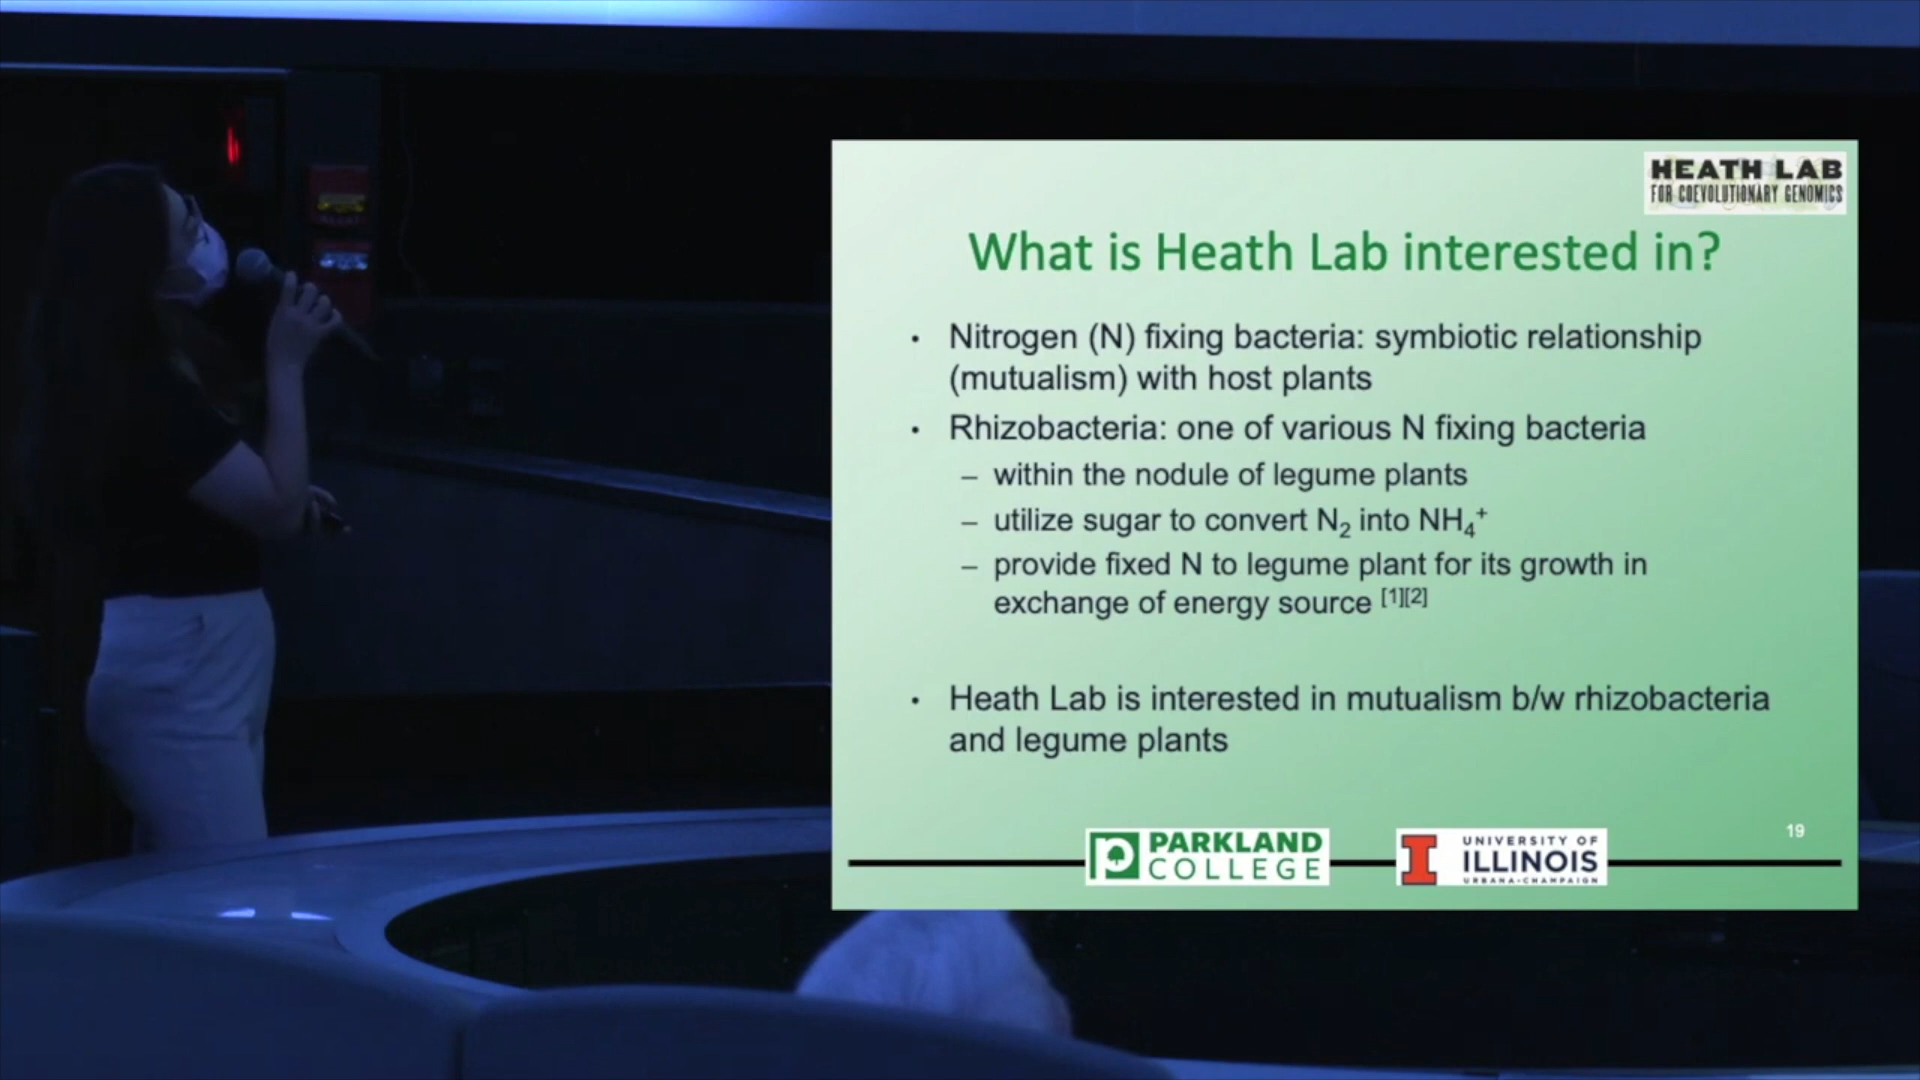 HEATH LAB
FOR COEVOLUTIONARY GENOMICS
What is Heath Lab interested in?
• Nitrogen (N) fixing bacteria: symbiotic relationship
(mutualism) with host plants
• Rhizobacteria: one of various N fixing bacteria
– within the nodule of legume plants
– utilize sugar to convert N₂ into NH₄⁺
– provide fixed N to legume plant for its growth in
exchange of energy source [1][2]
• Heath Lab is interested in mutualism b/w rhizobacteria
and legume plants
19
PARKLAND
COLLEGE
UNIVERSITY OF
ILLINOIS
URBANA-CHAMPAIGN